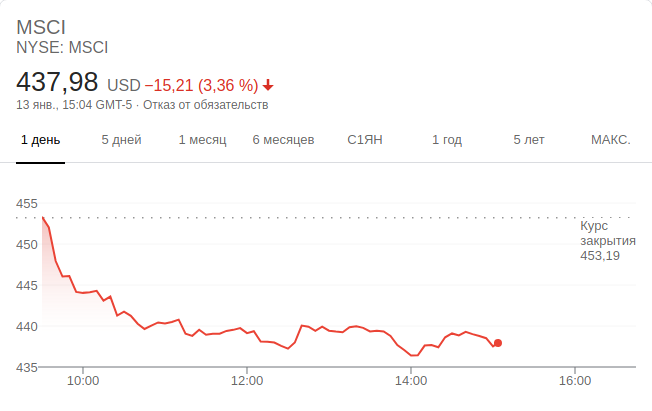 MSCI
NYSE: MSCI
437,98 USD −15,21 (3,36 %)
13 янв., 15:04 GMT-5 · Отказ от обязательств
1 день 5 дней 1 месяц 6 месяцев С1ЯН 1 год 5 лет МАКС.
455
Курс
закрытия
453,19
450
445
440
435
10:00 12:00 14:00 16:00